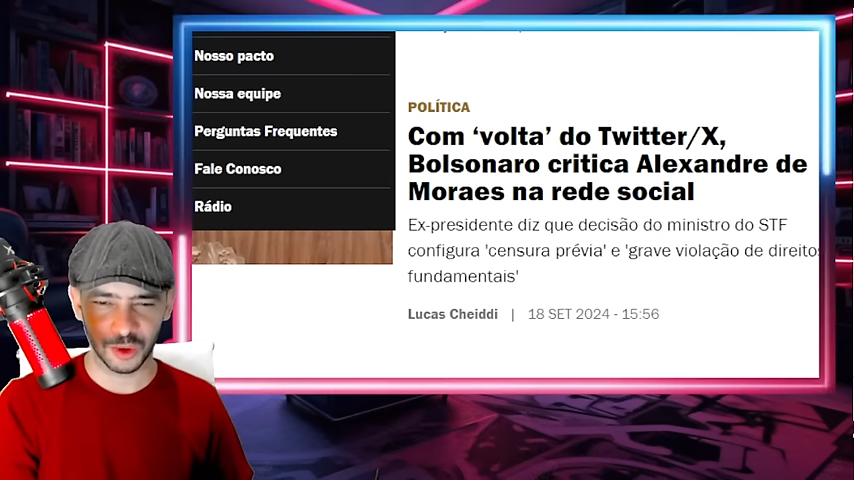 Nosso pacto
Nossa equipe
Perguntas Frequentes
Fale Conosco
Rádio
POLÍTICA
Com ‘volta’ do Twitter/X,
Bolsonaro critica Alexandre de
Moraes na rede social
Ex-presidente diz que decisão do ministro do STF
configura 'censura prévia' e 'grave violação de direitos
fundamentais'
Lucas Cheiddi | 18 SET 2024 - 15:56